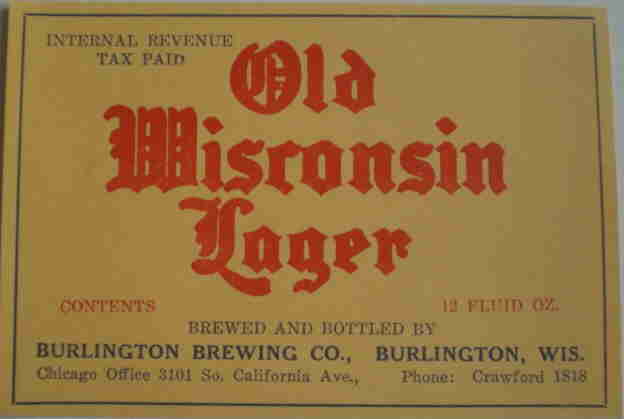 INTERNAL REVENUE
TAX PAID
Old
Wisconsin
Lager
CONTENTS 12 FLUID OZ.
BREWED AND BOTTLED BY
BURLINGTON BREWING CO., BURLINGTON, WIS.
Chicago Office 3101 So. California Ave., Phone: Crawford 1818